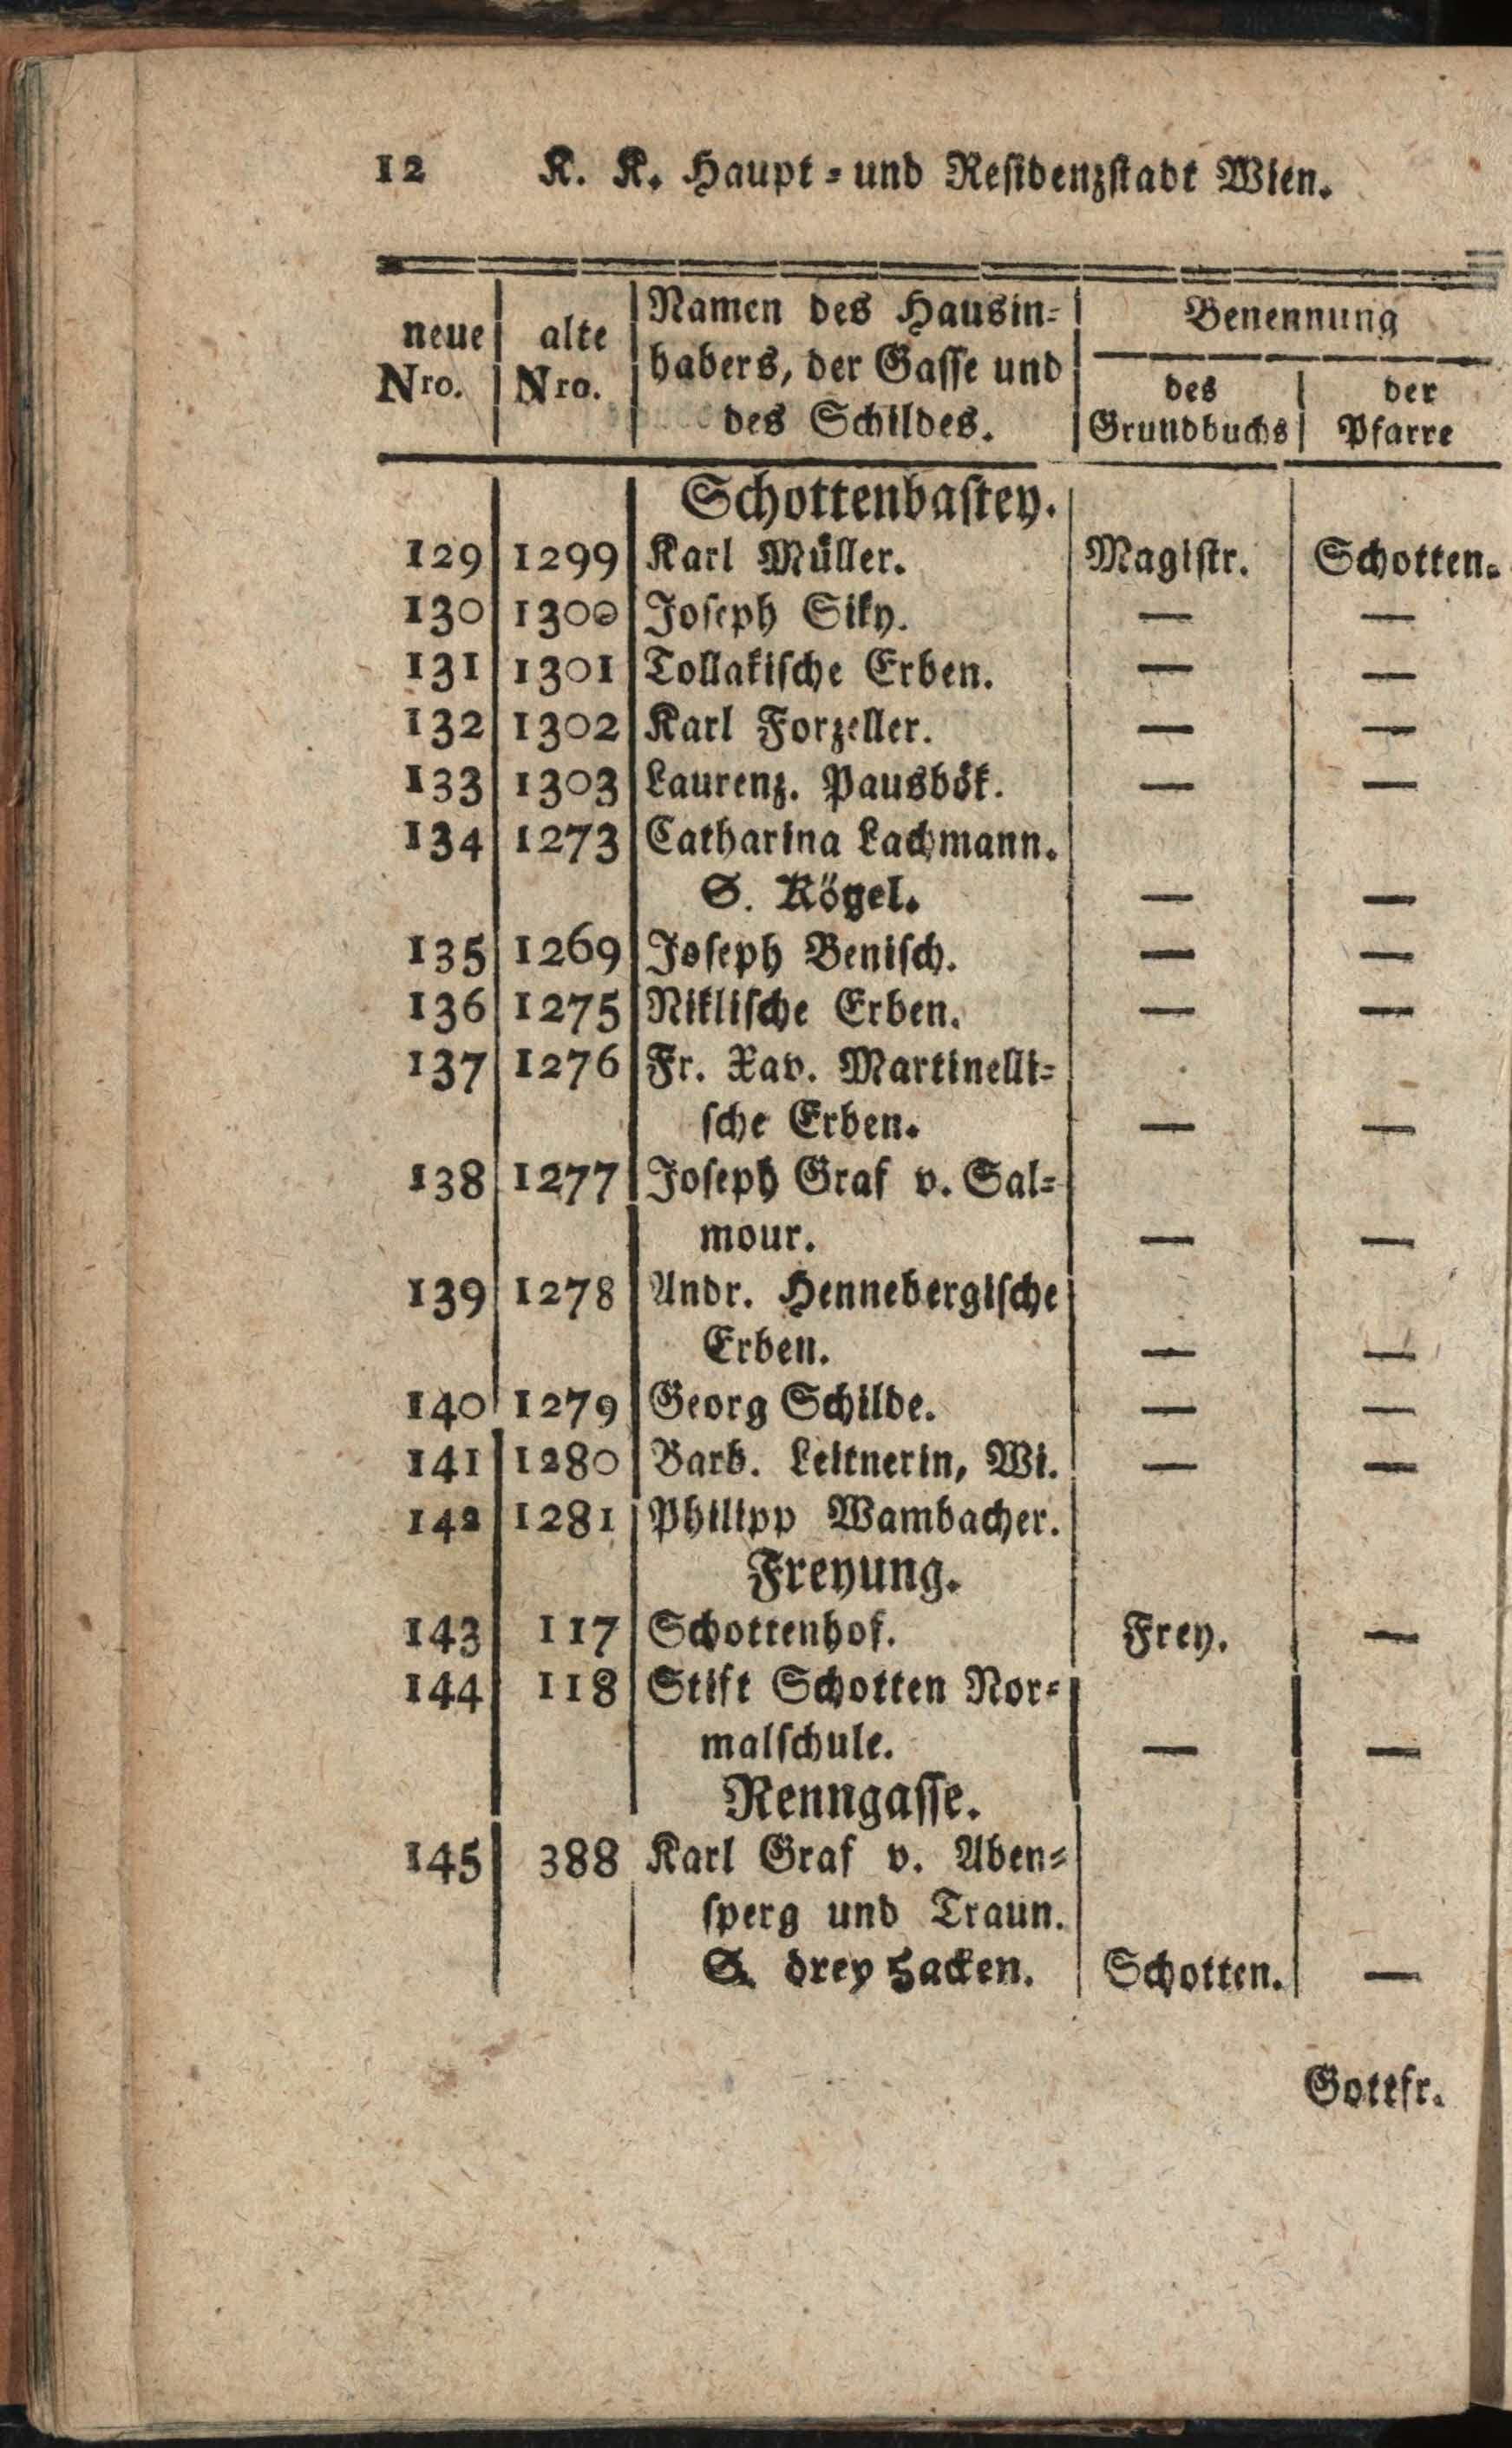 12 K. K. Haupt- und Residenzstadt Wien.
neue Nro. | alte Nro. | Namen des Hausin-
habers, der Gasse und
des Schildes. | Benennung
des Grundbuchs | der Pfarre
Schottenbastey.
129 | 1299 | Karl Müller. | Magistr. | Schotten.
130 | 1300 | Joseph Siky. | — | —
131 | 1301 | Tollakische Erben. | — | —
132 | 1302 | Karl Forzeller. | — | —
133 | 1303 | Laurenz. Pausbök. | — | —
134 | 1273 | Catharina Lachmann.
S. Kögel. | — | —
135 | 1269 | Joseph Benisch. | — | —
136 | 1275 | Niklische Erben. | — | —
137 | 1276 | Fr. Xav. Martinelli-
sche Erben. | — | —
138 | 1277 | Joseph Graf v. Sal-
mour. | — | —
139 | 1278 | Andr. Hennebergische
Erben. | — | —
140 | 1279 | Georg Schilde. | — | —
141 | 1280 | Barb. Leitnerin, Wi. | — | —
142 | 1281 | Philipp Wambacher.
Freyung.
143 | 117 | Schottenhof. | Frey. | —
144 | 118 | Stift Schotten Nor-
malschule. | — | —
Renngasse.
145 | 388 | Karl Graf v. Aben-
sperg und Traun.
S. drey Hacken. | Schotten. | —
Gottfr.